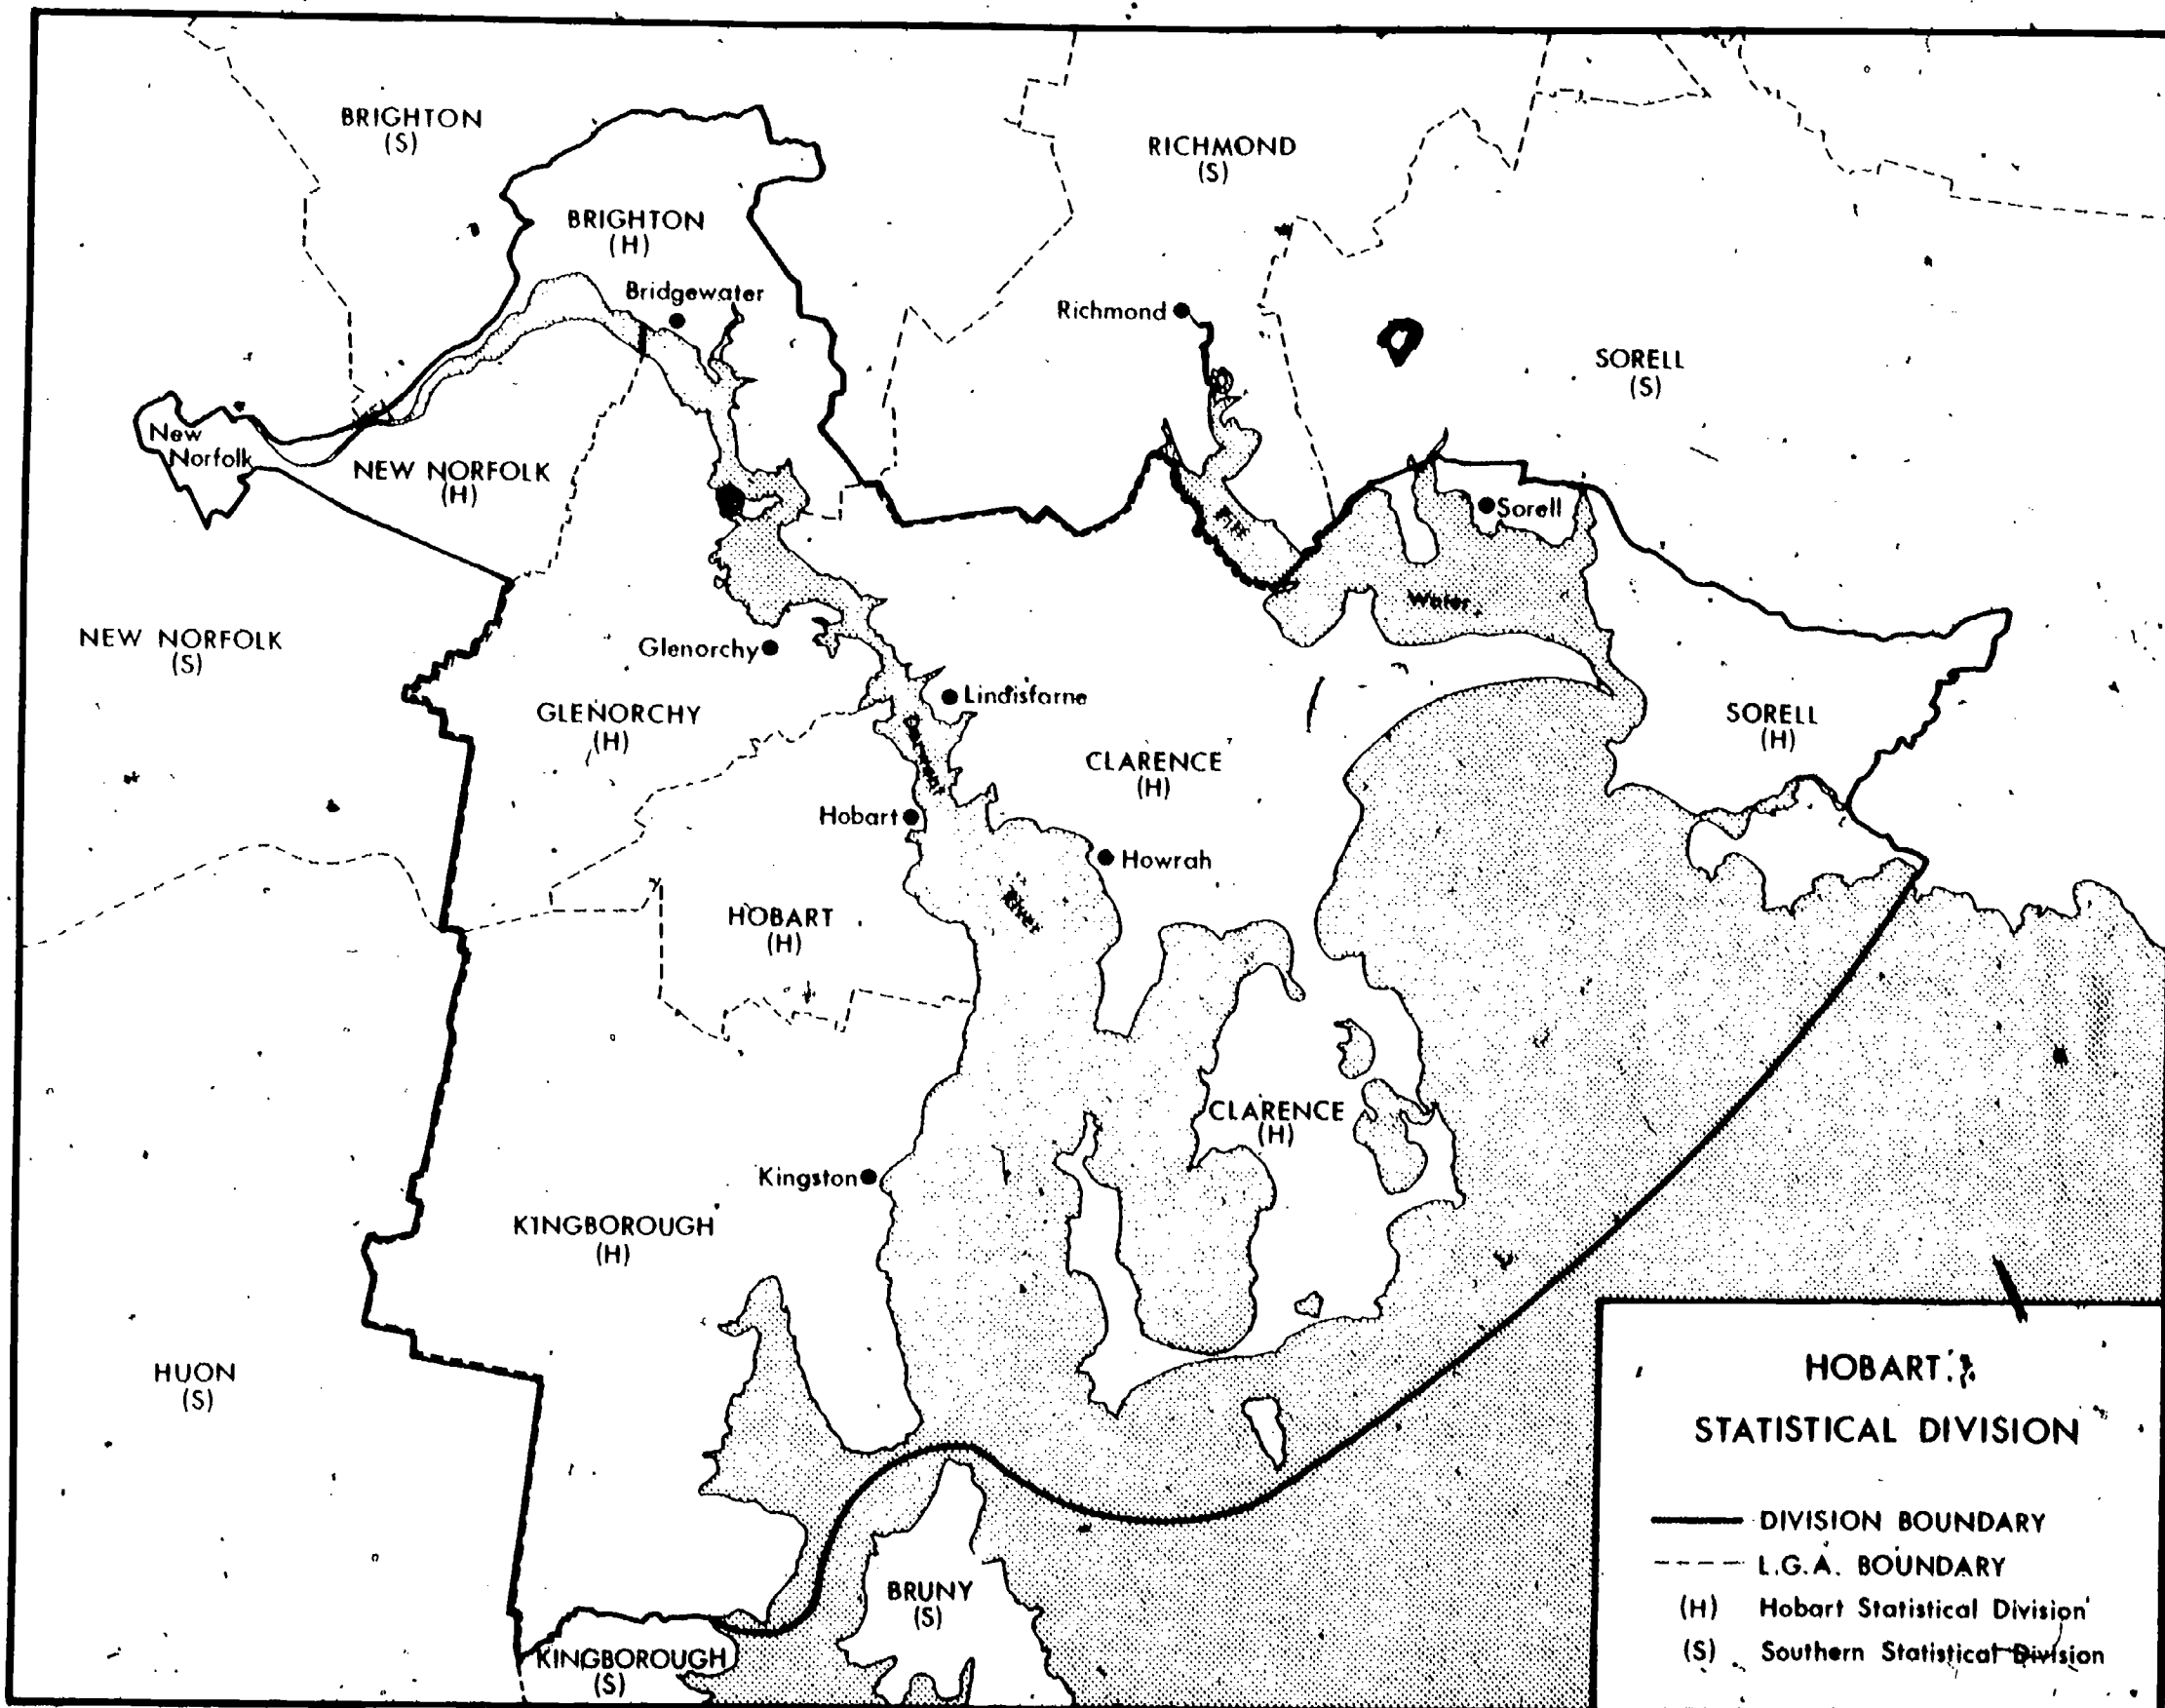 BRIGHTON
(S)
RICHMOND
(S)
BRIGHTON
(H)
Bridgewater
Richmond
SORELL
(S)
New
Norfolk
NEW NORFOLK
(H)
Sorell
Pitt
Water
NEW NORFOLK
(S)
Glenorchy
Lindisfarne
GLENORCHY
(H)
SORELL
(H)
CLARENCE
(H)
Hobart
Howrah
River
HOBART
(H)
CLARENCE
(H)
Kingston
KINGBOROUGH
(H)
HUON
(S)
BRUNY
(S)
KINGBOROUGH
(S)
HOBART
STATISTICAL DIVISION
DIVISION BOUNDARY
L.G.A. BOUNDARY
(H) Hobart Statistical Division
(S) Southern Statistical Division